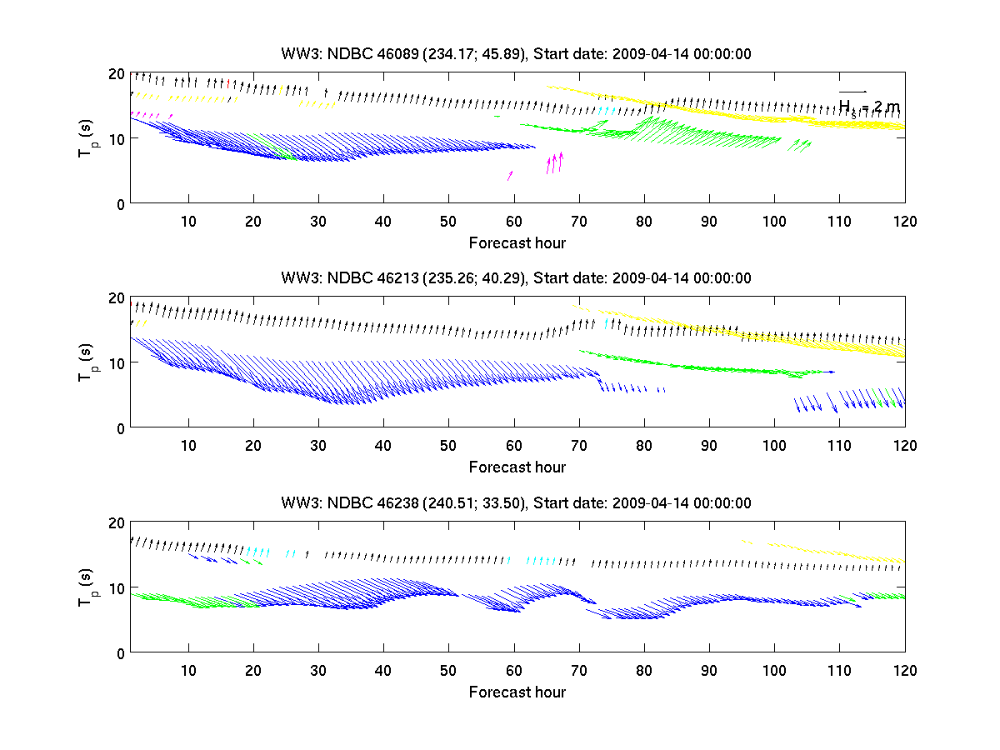 WW3: NDBC 46089 (234.17; 45.89), Start date: 2009-04-14 00:00:00
20
10
0
T_p (s)
H_s = 2 m
10 20 30 40 50 60 70 80 90 100 110 120
Forecast hour
WW3: NDBC 46213 (235.26; 40.29), Start date: 2009-04-14 00:00:00
20
10
0
T_p (s)
10 20 30 40 50 60 70 80 90 100 110 120
Forecast hour
WW3: NDBC 46238 (240.51; 33.50), Start date: 2009-04-14 00:00:00
20
10
0
T_p (s)
10 20 30 40 50 60 70 80 90 100 110 120
Forecast hour